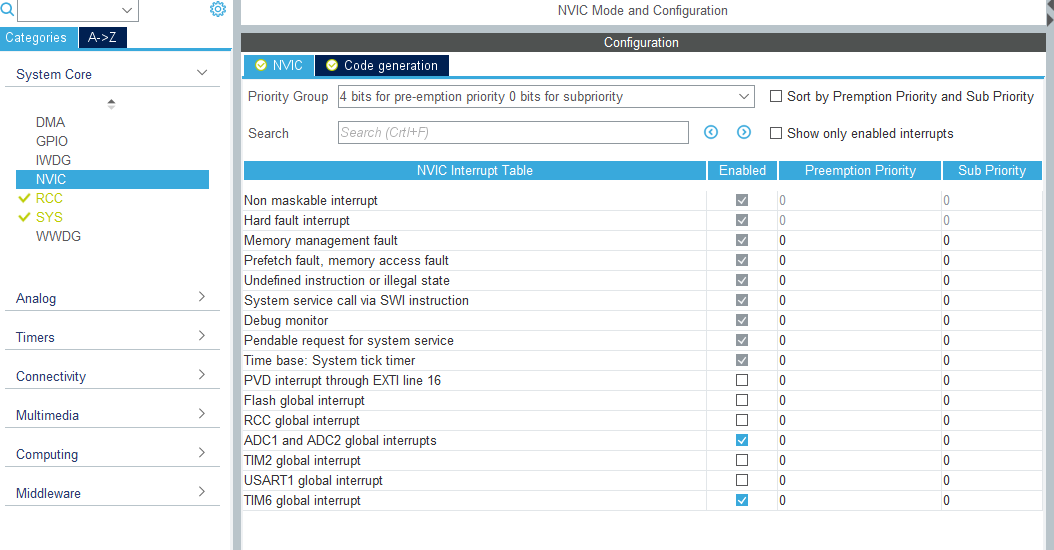 NVIC Mode and Configuration
Categories A->Z
System Core
DMA
GPIO
IWDG
NVIC
RCC
SYS
WWDG
Analog
Timers
Connectivity
Multimedia
Computing
Middleware
Configuration
NVIC Code generation
Priority Group 4 bits for pre-emption priority 0 bits for subpriority Sort by Premption Priority and Sub Priority
Search Search (Crtl+F) Show only enabled interrupts
NVIC Interrupt Table Enabled Preemption Priority Sub Priority
Non maskable interrupt 0 0
Hard fault interrupt 0 0
Memory management fault 0 0
Prefetch fault, memory access fault 0 0
Undefined instruction or illegal state 0 0
System service call via SWI instruction 0 0
Debug monitor 0 0
Pendable request for system service 0 0
Time base: System tick timer 0 0
PVD interrupt through EXTI line 16 0 0
Flash global interrupt 0 0
RCC global interrupt 0 0
ADC1 and ADC2 global interrupts 0 0
TIM2 global interrupt 0 0
USART1 global interrupt 0 0
TIM6 global interrupt 0 0